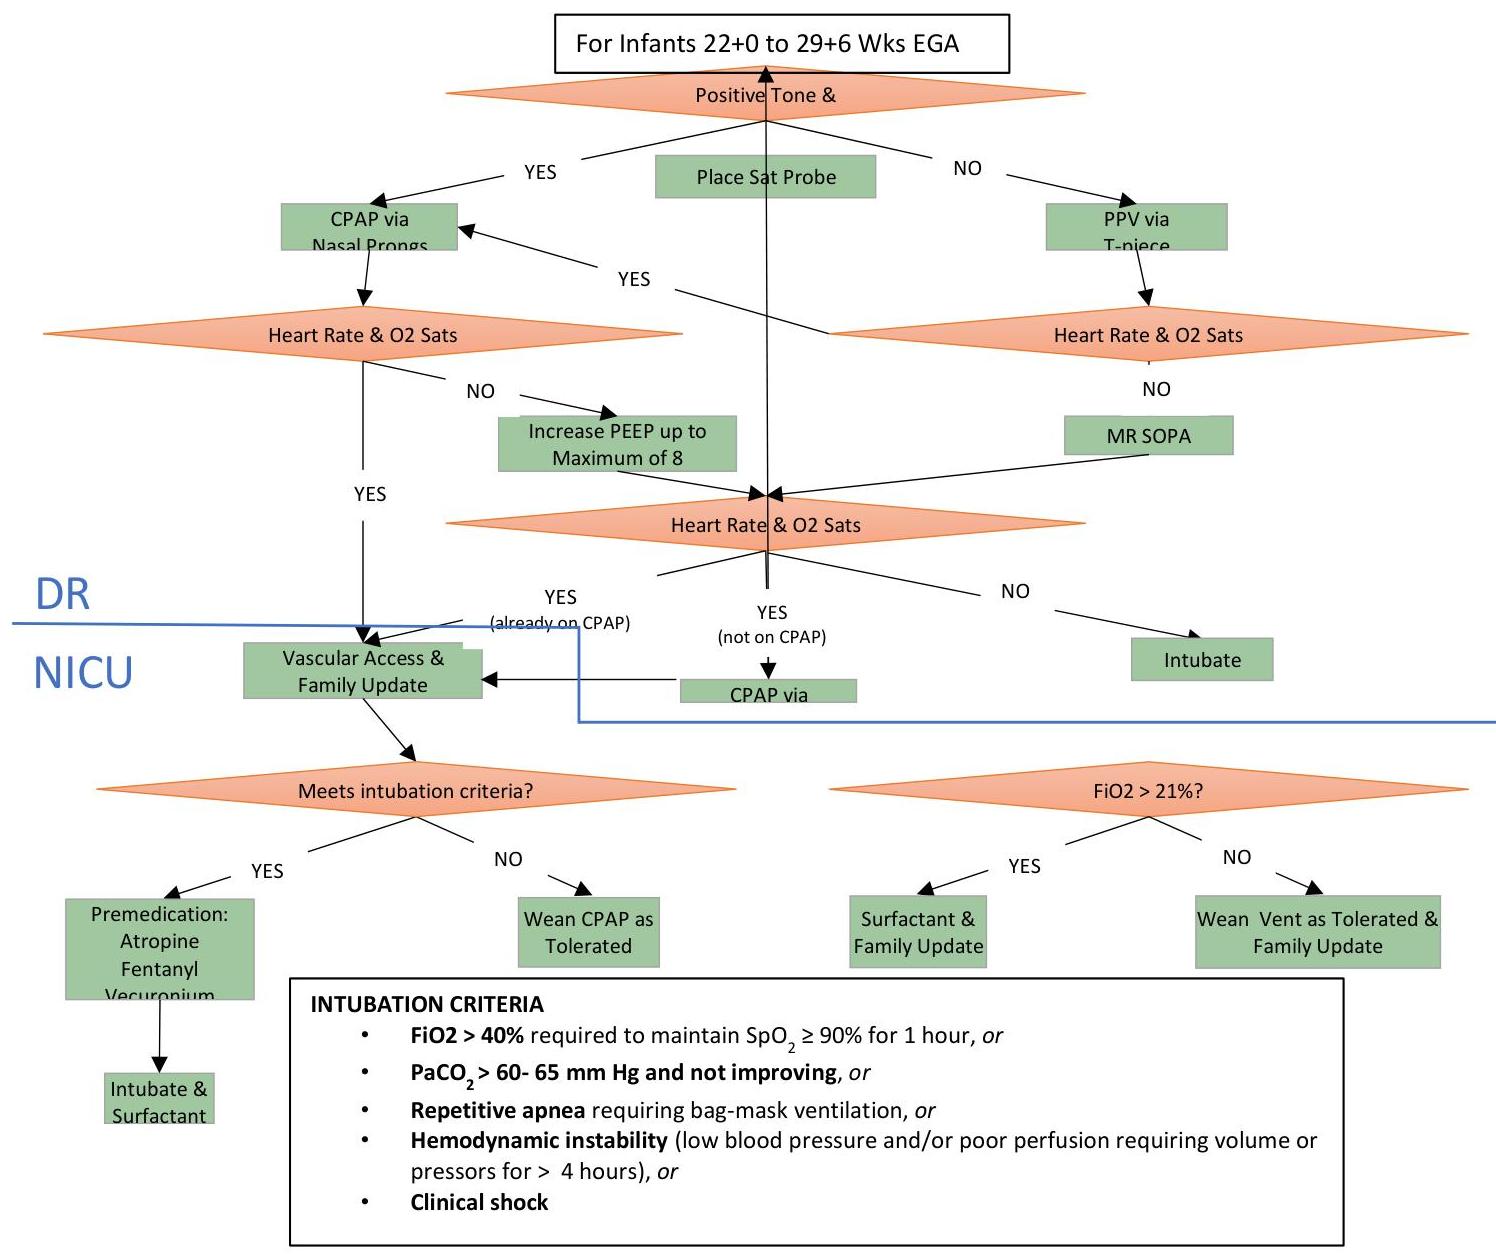 For Infants 22+0 to 29+6 Wks EGA
Positive Tone &
YES
Place Sat Probe
NO
CPAP via
Nasal Prongs
PPV via
T-piece
YES
Heart Rate & O2 Sats
Heart Rate & O2 Sats
NO
NO
Increase PEEP up to
Maximum of 8
MR SOPA
YES
Heart Rate & O2 Sats
DR
YES
(already on CPAP)
YES
(not on CPAP)
NO
NICU
Vascular Access &
Family Update
CPAP via
Intubate
Meets intubation criteria?
FiO2 > 21%?
YES
NO
YES
NO
Premedication:
Atropine
Fentanyl
Vecuronium
Wean CPAP as
Tolerated
Surfactant &
Family Update
Wean  Vent as Tolerated &
Family Update
Intubate &
Surfactant
INTUBATION CRITERIA
• FiO2 > 40% required to maintain SpO2 ≥ 90% for 1 hour, or
• PaCO2 > 60- 65 mm Hg and not improving, or
• Repetitive apnea requiring bag-mask ventilation, or
• Hemodynamic instability (low blood pressure and/or poor perfusion requiring volume or
pressors for >  4 hours), or
• Clinical shock